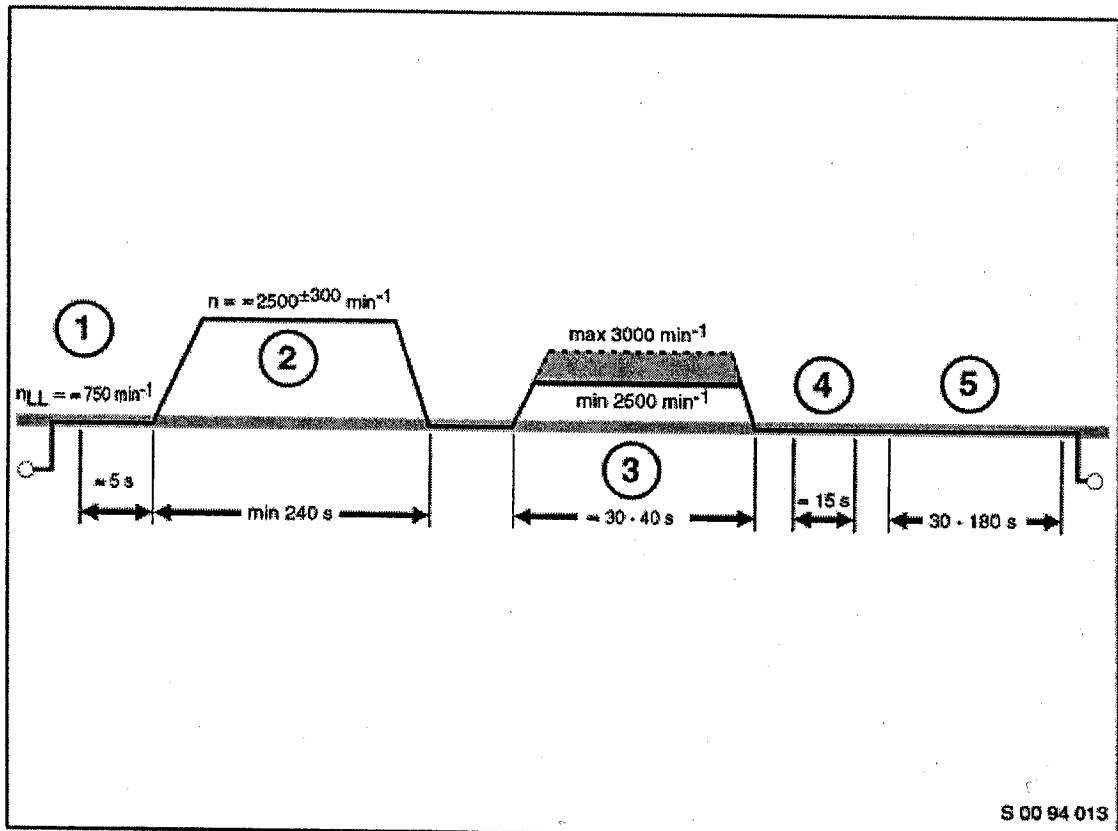 n = ≈2500±300 min-1
1
2
max 3000 min-1
4
5
nLL = ≈750 min-1
min 2500 min-1
3
≈ 5 s
min 240 s
≈ 30 - 40 s
≈ 15 s
30 - 180 s
S 00 94 013